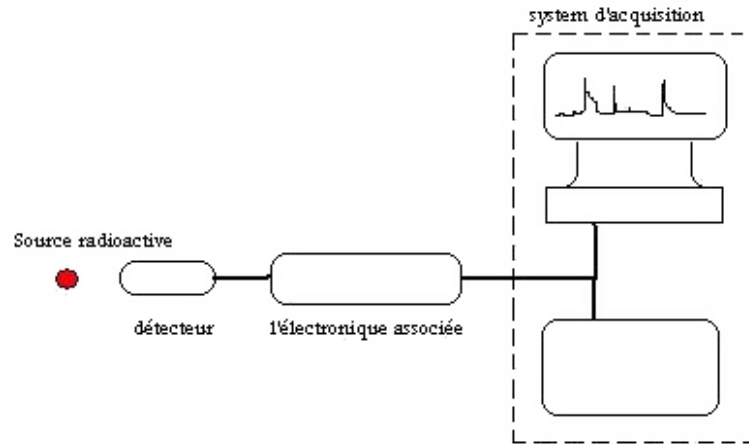 system d'acquisition
Source radioactive
détecteur
l'électronique associée